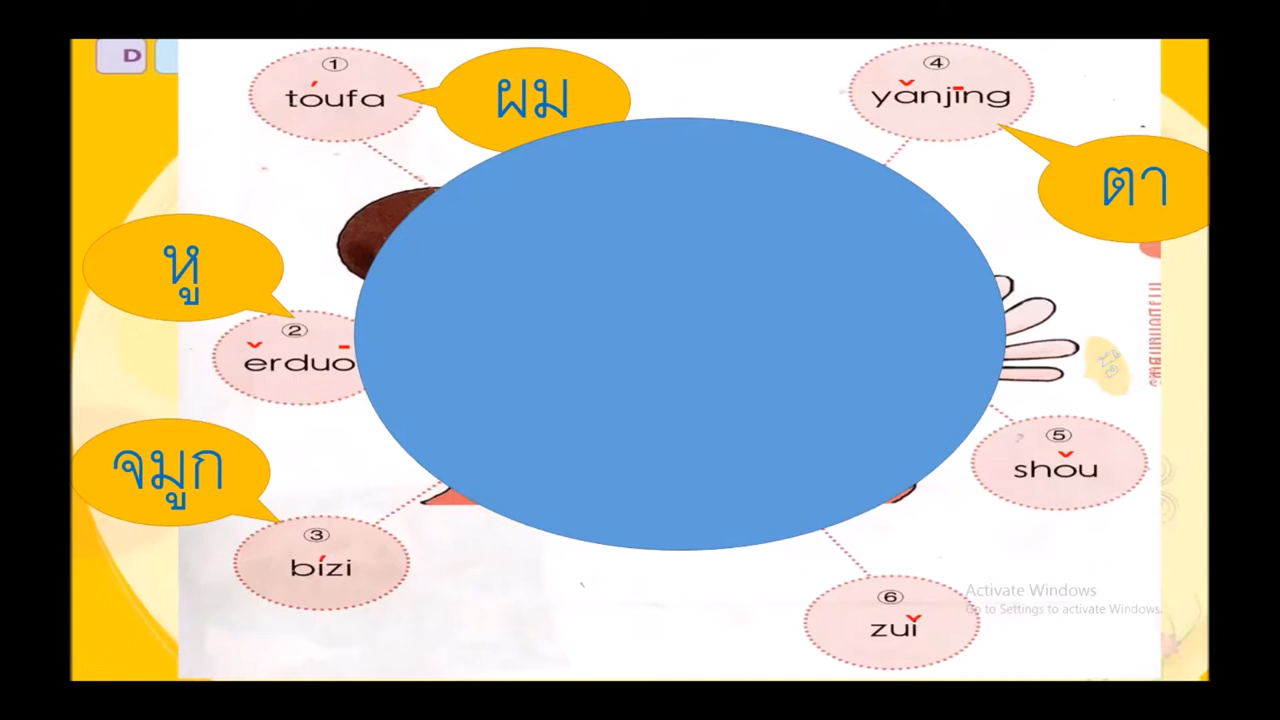 D
①
tóufa
ผม
④
yǎnjīng
ตา
หู
②
ěrduō
จมูก
③
bízi
⑤
shǒu
⑥
zuǐ
Activate Windows
Go to Settings to activate Windows.